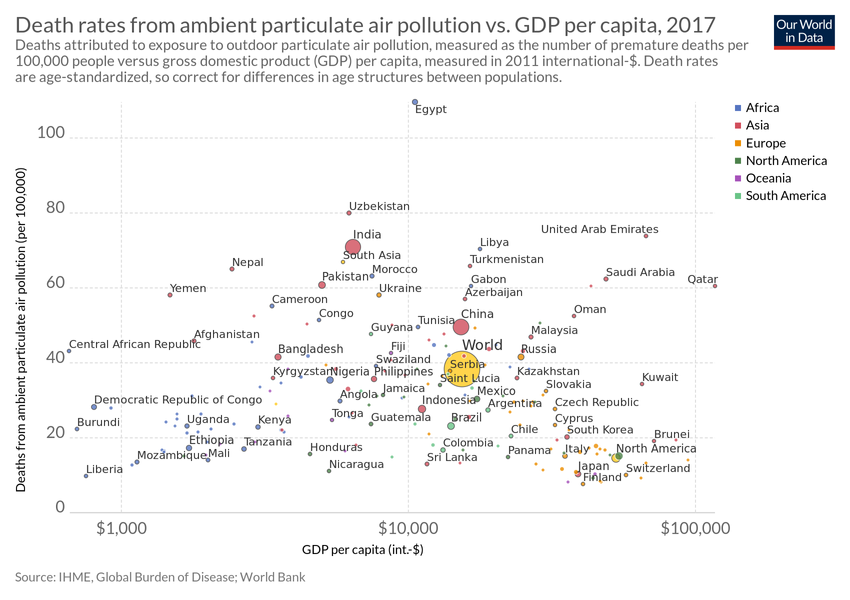 Death rates from ambient particulate air pollution vs. GDP per capita, 2017
Our World
in Data
Deaths attributed to exposure to outdoor particulate air pollution, measured as the number of premature deaths per
100,000 people versus gross domestic product (GDP) per capita, measured in 2011 international-$. Death rates
are age-standardized, so correct for differences in age structures between populations.
Africa
Asia
Europe
North America
Oceania
South America
Deaths from ambient particulate air pollution (per 100,000)
100
80
60
40
20
0
Egypt
Uzbekistan
India
South Asia
Libya
United Arab Emirates
Nepal
Morocco
Turkmenistan
Pakistan
Gabon
Saudi Arabia
Qatar
Yemen
Ukraine
Azerbaijan
Cameroon
Congo
Guyana
Tunisia
China
Oman
Malaysia
Central African Republic
Afghanistan
Bangladesh
Fiji
World
Russia
Swaziland
Serbia
Kyrgyzstan
Nigeria
Philippines
Saint Lucia
Kazakhstan
Kuwait
Slovakia
Democratic Republic of Congo
Angola
Jamaica
Indonesia
Mexico
Argentina
Czech Republic
Burundi
Uganda
Kenya
Tonga
Guatemala
Brazil
Cyprus
Chile
South Korea
Brunei
Ethiopia
Tanzania
Honduras
Colombia
Panama
Italy
North America
Mozambique
Mali
Liberia
Nicaragua
Sri Lanka
Japan
Finland
Switzerland
$1,000
$10,000
$100,000
GDP per capita (int.-$)
Source: IHME, Global Burden of Disease; World Bank